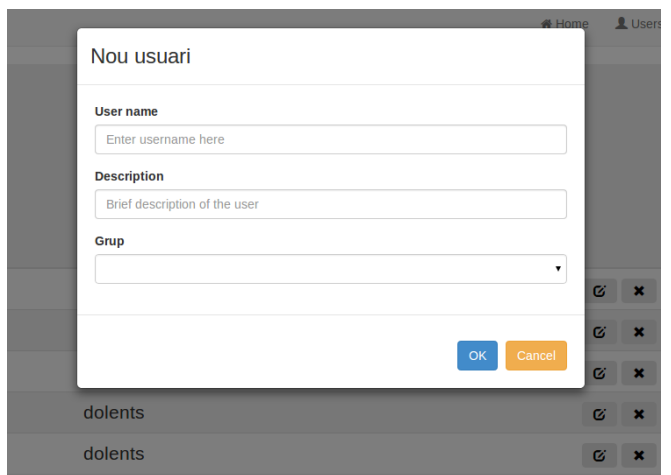 Home Users
Nou usuari
User name
Enter username here
Description
Brief description of the user
Grup
OK Cancel
dolents
dolents